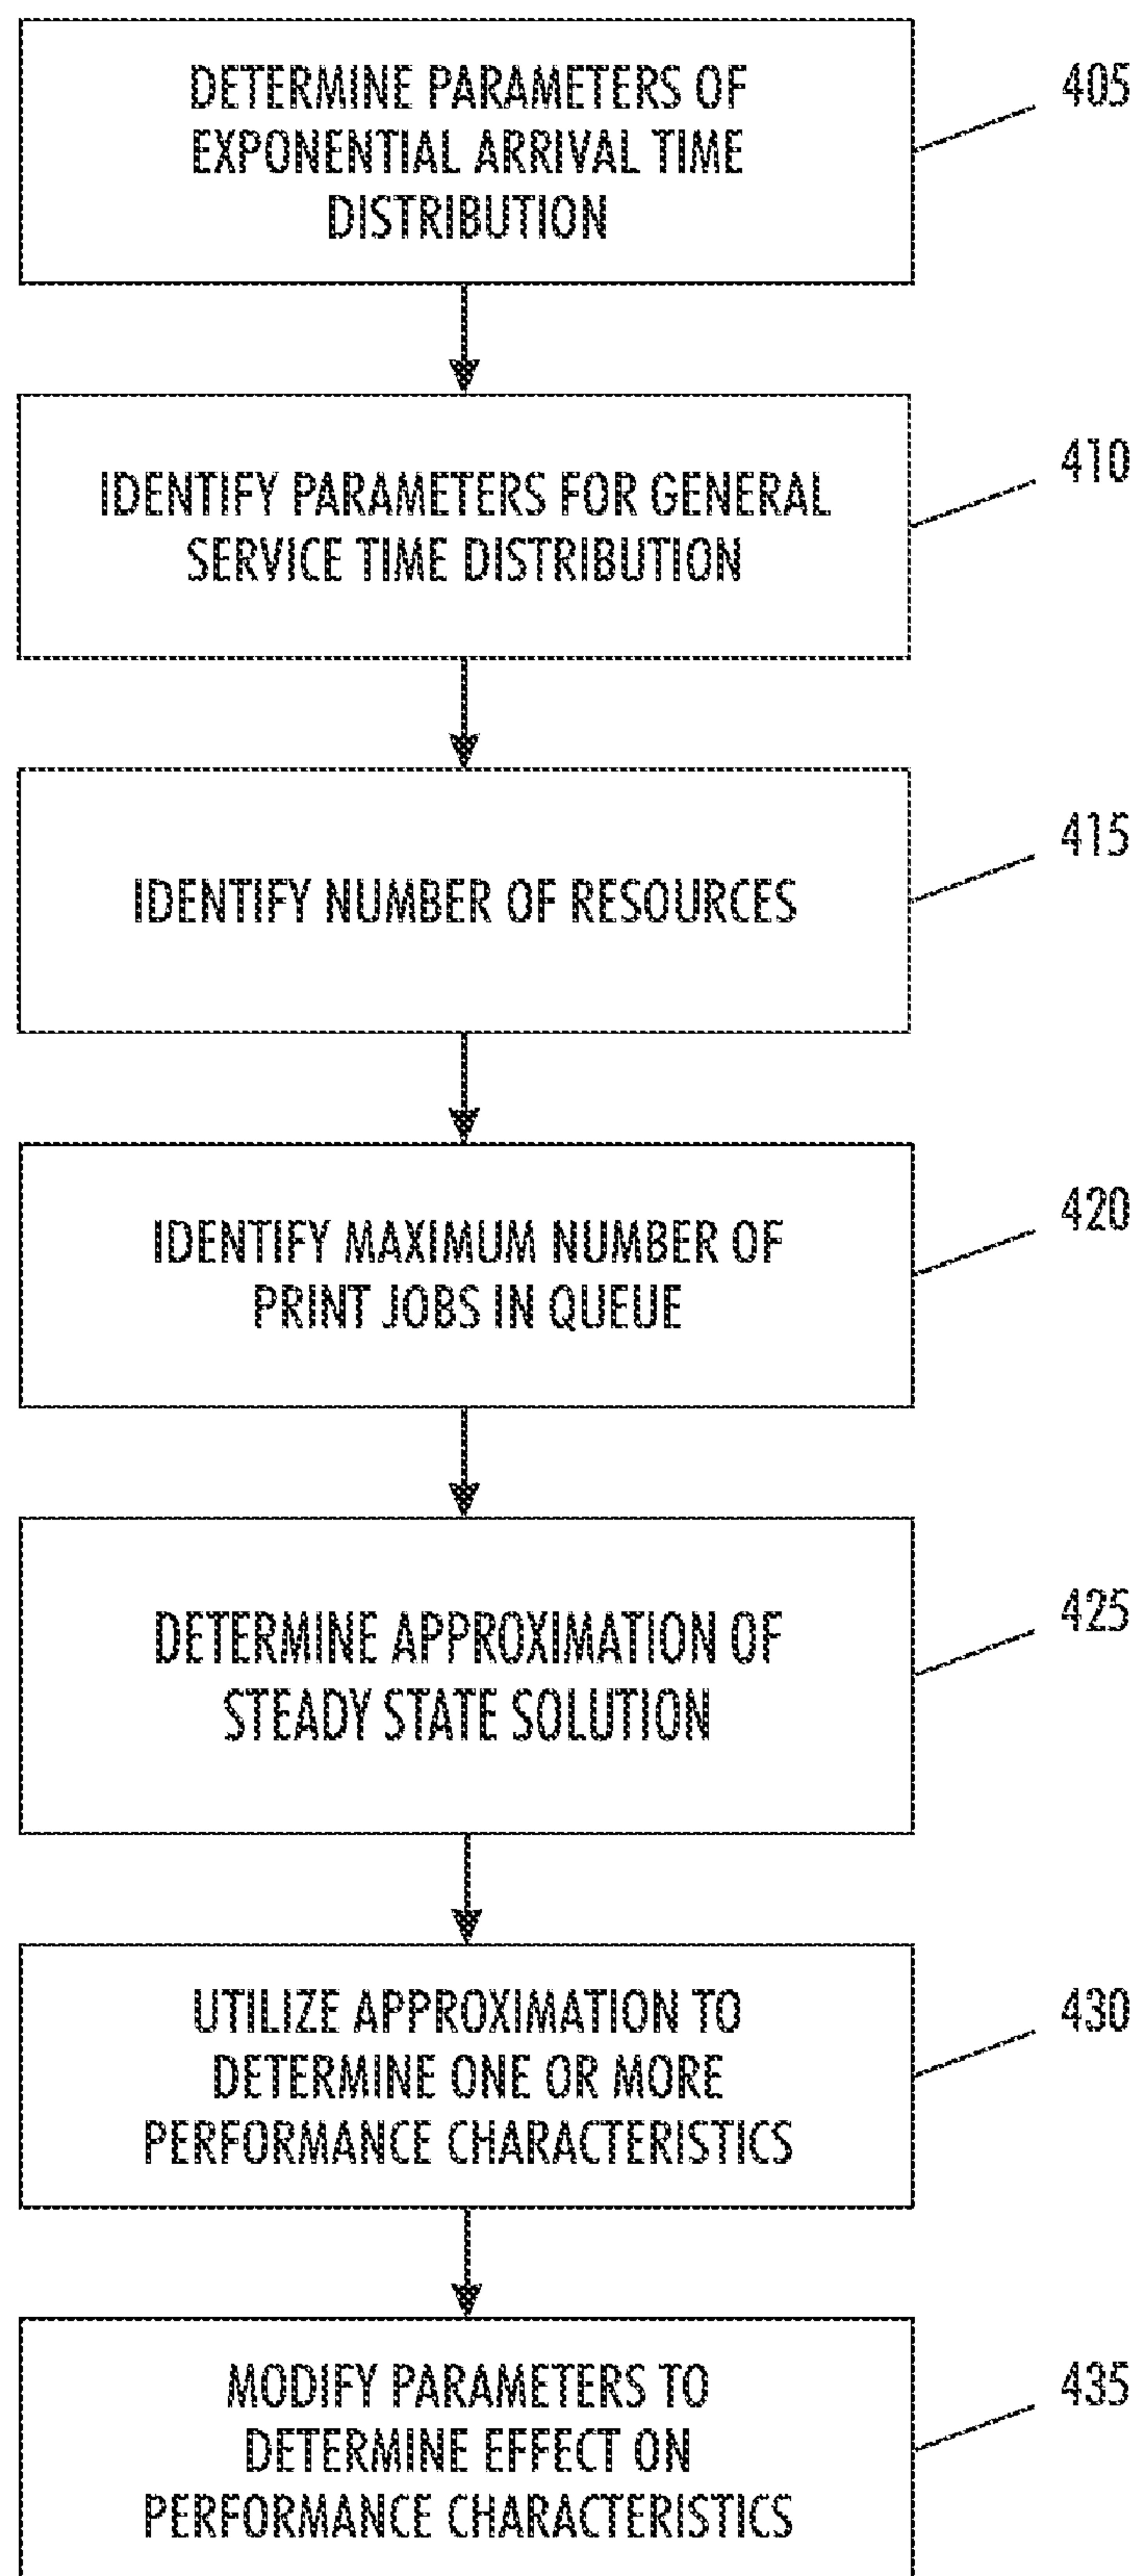 DETERMINE PARAMETERS OF
EXPONENTIAL ARRIVAL TIME
DISTRIBUTION
405
IDENTIFY PARAMETERS FOR GENERAL
SERVICE TIME DISTRIBUTION
410
IDENTIFY NUMBER OF RESOURCES
415
IDENTIFY MAXIMUM NUMBER OF
PRINT JOBS IN QUEUE
420
DETERMINE APPROXIMATION OF
STEADY STATE SOLUTION
425
UTILIZE APPROXIMATION TO
DETERMINE ONE OR MORE
PERFORMANCE CHARACTERISTICS
430
MODIFY PARAMETERS TO
DETERMINE EFFECT ON
PERFORMANCE CHARACTERISTICS
435